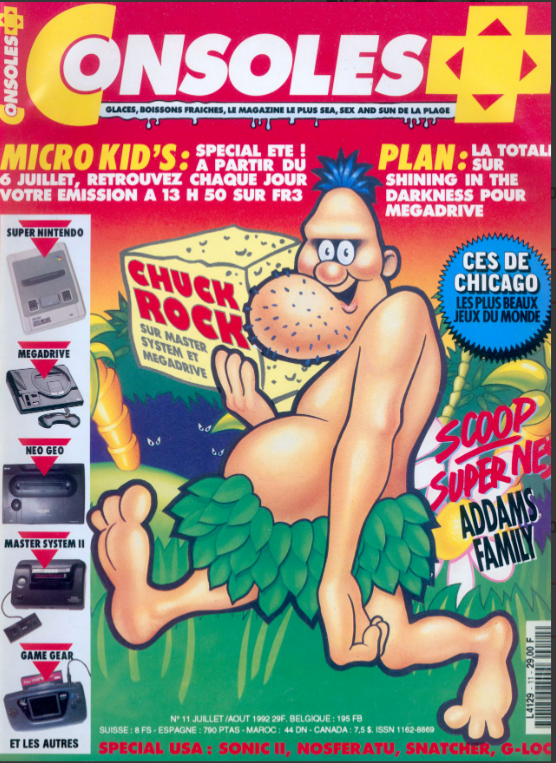 CONSOLES
CONSOLES
GLACES, BOISSONS FRAICHES, LE MAGAZINE LE PLUS SEA, SEX AND SUN DE LA PLAGE
MICRO KID'S : SPECIAL ETE !
A PARTIR DU
6 JUILLET, RETROUVEZ CHAQUE JOUR
VOTRE EMISSION A 13 H 50 SUR FR3
PLAN : LA TOTALE
SUR
SHINING IN THE
DARKNESS POUR
MEGADRIVE
SUPER NINTENDO
MEGADRIVE
NEO GEO
MASTER SYSTEM II
GAME GEAR
ET LES AUTRES
CHUCK
ROCK
SUR MASTER
SYSTEM ET
MEGADRIVE
CES DE
CHICAGO
LES PLUS BEAUX
JEUX DU MONDE
SCOOP
SUPER NES
ADDAMS
FAMILY
N° 11 JUILLET /AOUT 1992 29F. BELGIQUE : 195 FB
SUISSE : 8 FS - ESPAGNE : 790 PTAS - MAROC : 44 DN - CANADA : 7,5 $. ISSN 1162-8869
L4129 - 11 - 29,00 F
SPECIAL USA : SONIC II, NOSFERATU, SNATCHER, G-LOC